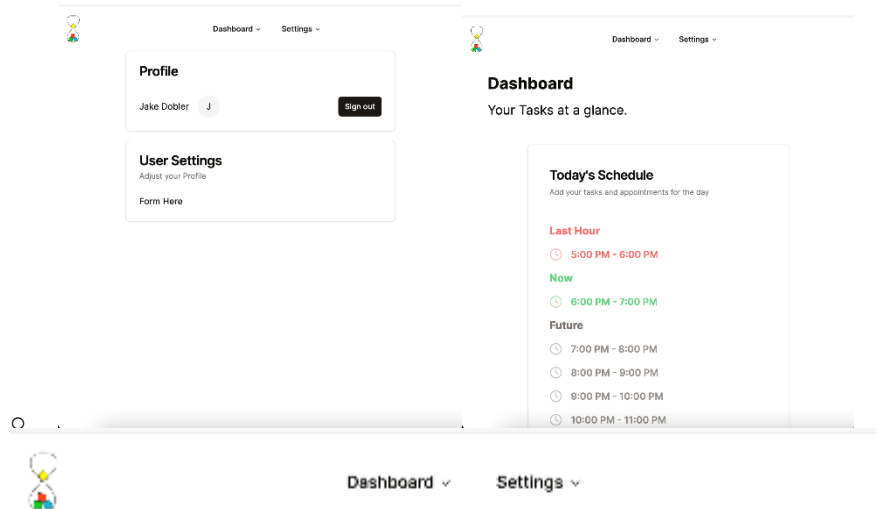 Dashboard Settings
Profile
Jake Dobler J Sign out
User Settings
Adjust your Profile
Form Here
Dashboard Settings
Dashboard
Your Tasks at a glance.
Today's Schedule
Add your tasks and appointments for the day
Last Hour
5:00 PM - 6:00 PM
Now
6:00 PM - 7:00 PM
Future
7:00 PM - 8:00 PM
8:00 PM - 9:00 PM
9:00 PM - 10:00 PM
10:00 PM - 11:00 PM
Dashboard Settings